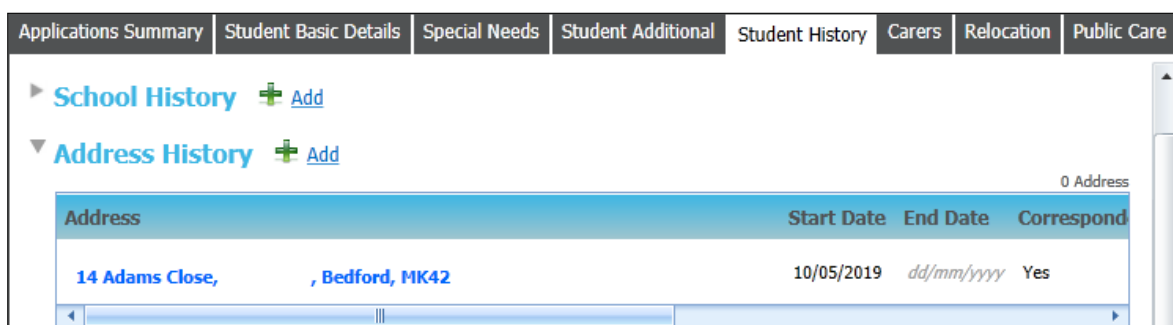 Applications Summary Student Basic Details Special Needs Student Additional Student History Carers Relocation Public Care
School History Add
Address History Add
0 Address
Address Start Date End Date Correspond
14 Adams Close, , Bedford, MK42 10/05/2019 dd/mm/yyyy Yes